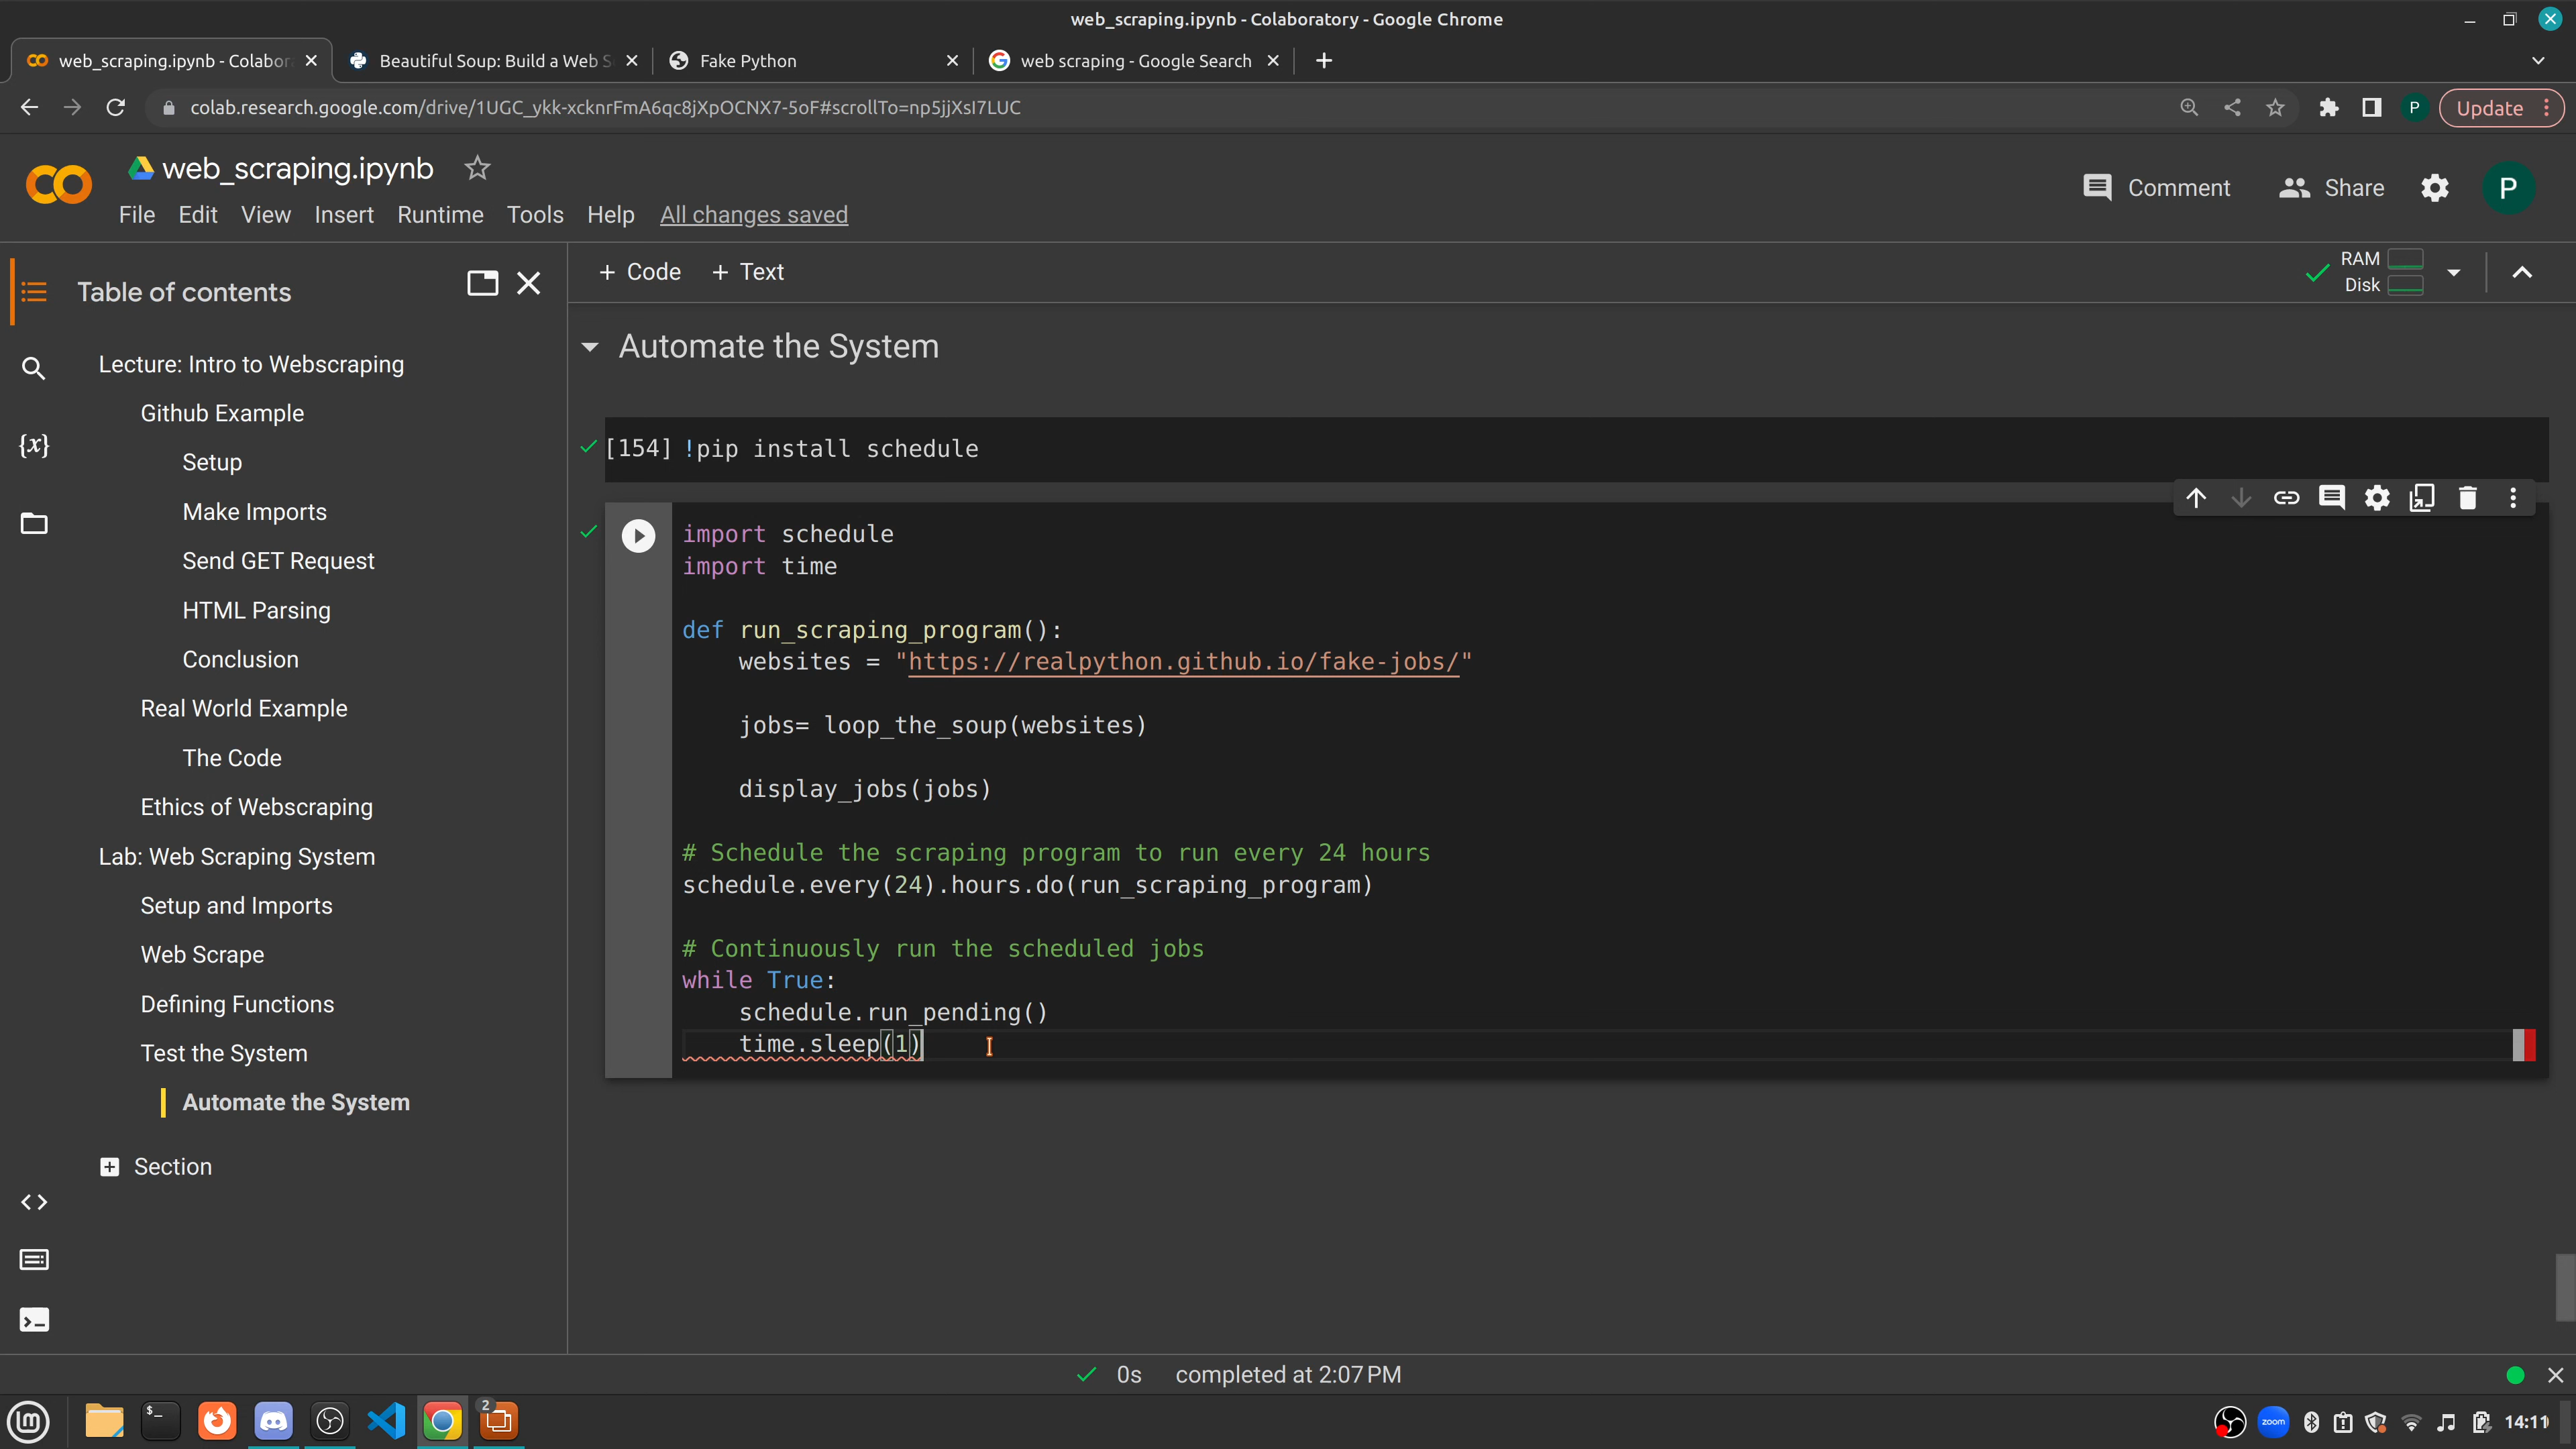 web_scraping.ipynb - Colaboratory - Google Chrome
web_scraping.ipynb - Colabor
Beautiful Soup: Build a Web S
Fake Python
web scraping - Google Search
colab.research.google.com/drive/1UGC_ykk-xcknrFmA6qc8jXpOCNX7-5oF#scrollTo=np5jjXsI7LUC
P
Update
web_scraping.ipynb
File Edit View Insert Runtime Tools Help All changes saved
Comment
Share
P
Table of contents
Lecture: Intro to Webscraping
Github Example
Setup
Make Imports
Send GET Request
HTML Parsing
Conclusion
Real World Example
The Code
Ethics of Webscraping
Lab: Web Scraping System
Setup and Imports
Web Scrape
Defining Functions
Test the System
Automate the System
Section
+ Code + Text
RAM
Disk
Automate the System
[154] !pip install schedule
import schedule
import time
def run_scraping_program():
websites = "https://realpython.github.io/fake-jobs/"
jobs= loop_the_soup(websites)
display_jobs(jobs)
# Schedule the scraping program to run every 24 hours
schedule.every(24).hours.do(run_scraping_program)
# Continuously run the scheduled jobs
while True:
schedule.run_pending()
time.sleep(1)
0s completed at 2:07 PM
2
zoom
14:11